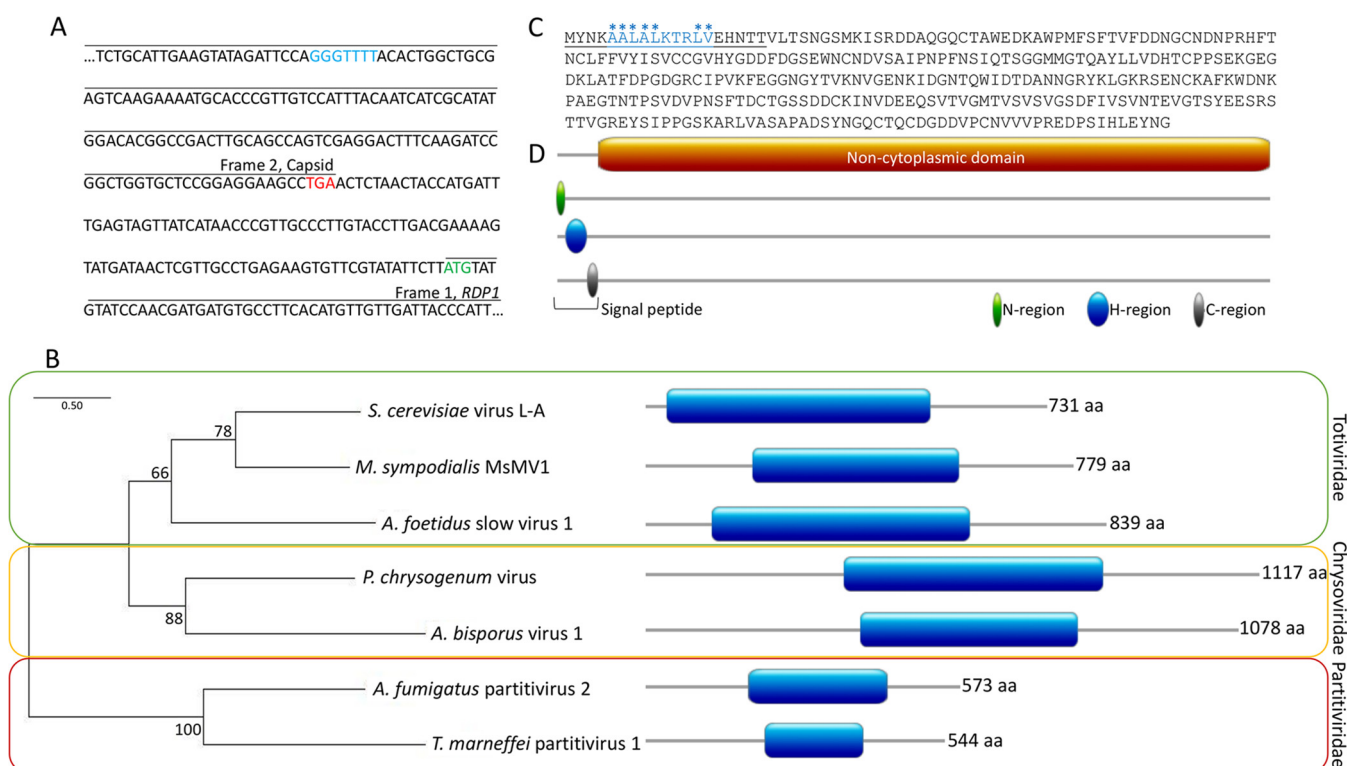 A
...TCTGCATTGAAGTATAGATTCCAGGGTTTTACACTGGCTGCG
AGTCAAGAAAATGCACCCGTTGTCCATTTACAATCATCGCATAT
GGACACGGCCGACTTGCAGCCAGTCGAGGACTTTCAAGATCC
Frame 2, Capsid
GGCTGGTGCTCCGGAGGAAGCCTGAACTCTAACTACCATGATT
TGAGTAGTTATCATAACCCGTTGCCCTTGTACCTTGACGAAAAG
TATGATAACTCGTTGCCTGAGAAGTGTTCGTATATTCTTATGTAT
Frame 1, RDP1
GTATCCAACGATGATGTGCCTTCACATGTTGTTGATTACCCATT...
C
*****  **
MYNKAALALKTRLVEHNTTVLTSNGSMKISRDDAQGQCTAWEDKAWPMFSFTVFDDNGCNDNPRHFT
NCLFFVYISVCCGVHYGDDFDGSEWNCNDVSAIPNPFNSIQTSGGMMGTQAYLLVDHTCPPSEKGEG
DKLATFDPGDGRCIPVKFEGGNGYTVKNVGENKIDGNTQWIDTDANNGRYKLGKRSENCKAFKWDNK
PAEGTNTPSVDVPNSFTDCTGSSDDCKINVDEEQSVTVGMTVSVSVGSDFIVSVNTEVGTSYEESRS
TTVGREYSIPPGSKARLVASAPADSYNGQCTQCDGDDVPCNVVVPREDPSIHLEYNG
D
Non-cytoplasmic domain
Signal peptide
N-region
H-region
C-region
B
0.50
S. cerevisiae virus L-A
731 aa
78
M. sympodialis MsMV1
779 aa
66
A. foetidus slow virus 1
839 aa
Totiviridae
P. chrysogenum virus
1117 aa
88
A. bisporus virus 1
1078 aa
Chrysoviridae
A. fumigatus partitivirus 2
573 aa
100
T. marneffei partitivirus 1
544 aa
Partitiviridae